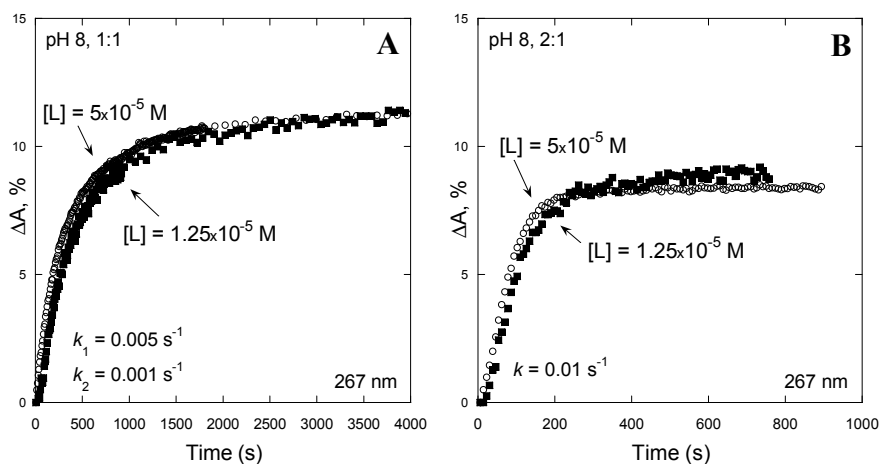 pH 8, 1:1
A
[L] = 5x10⁻⁵ M
[L] = 1.25x10⁻⁵ M
k₁ = 0.005 s⁻¹
k₂ = 0.001 s⁻¹
267 nm
ΔA, %
15
10
5
0
0 500 1000 1500 2000 2500 3000 3500 4000
Time (s)
pH 8, 2:1
B
[L] = 5x10⁻⁵ M
[L] = 1.25x10⁻⁵ M
k = 0.01 s⁻¹
267 nm
ΔA, %
15
10
5
0
0 200 400 600 800 1000
Time (s)